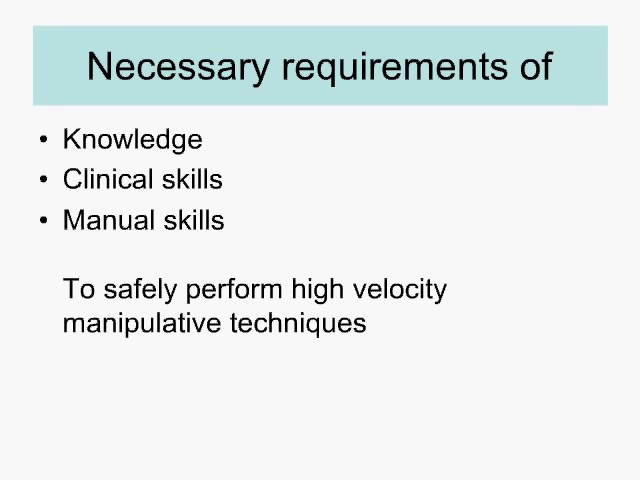 Necessary requirements of
• Knowledge
• Clinical skills
• Manual skills
To safely perform high velocity
manipulative techniques